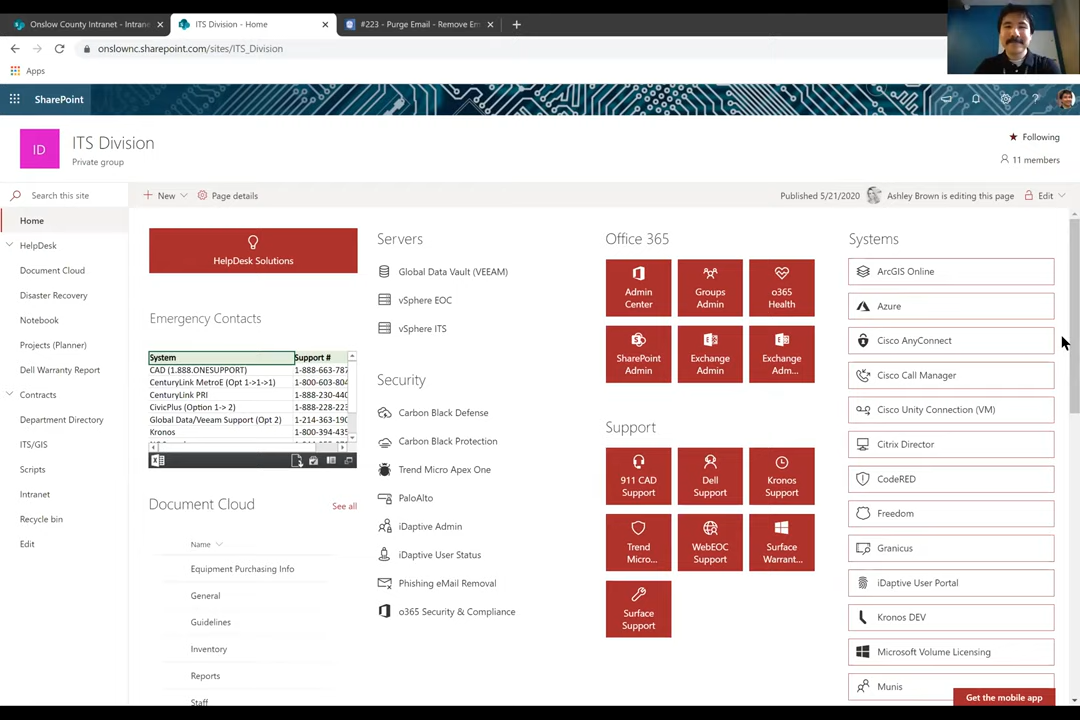 Onslow County Intranet - Intrane
ITS Division - Home
#223 - Purge Email - Remove Em
onslownc.sharepoint.com/sites/ITS_Division
Apps
SharePoint
ID
ITS Division
Private group
Following
11 members
Search this site
New
Page details
Published 5/21/2020
Ashley Brown is editing this page
Edit
Home
HelpDesk
Document Cloud
Disaster Recovery
Notebook
Projects (Planner)
Dell Warranty Report
Contracts
Department Directory
ITS/GIS
Scripts
Intranet
Recycle bin
Edit
HelpDesk Solutions
Emergency Contacts
System Support #
CAD (1.888.ONESUPPORT) 1-888-663-787
CenturyLink MetroE (Opt 1->1->1) 1-800-603-804
CenturyLink PRI 1-888-230-440
CivicPlus (Option 1-> 2) 1-888-228-223
Global Data/Veeam Support (Opt 2) 1-214-363-190
Kronos 1-800-394-435
Document Cloud
See all
Name
Equipment Purchasing Info
General
Guidelines
Inventory
Reports
Staff
Servers
Global Data Vault (VEEAM)
vSphere EOC
vSphere ITS
Security
Carbon Black Defense
Carbon Black Protection
Trend Micro Apex One
PaloAlto
iDaptive Admin
iDaptive User Status
Phishing eMail Removal
o365 Security & Compliance
Office 365
Admin Center
Groups Admin
o365 Health
SharePoint Admin
Exchange Admin
Exchange Adm...
Support
911 CAD Support
Dell Support
Kronos Support
Trend Micro...
WebEOC Support
Surface Warrant...
Surface Support
Systems
ArcGIS Online
Azure
Cisco AnyConnect
Cisco Call Manager
Cisco Unity Connection (VM)
Citrix Director
CodeRED
Freedom
Granicus
iDaptive User Portal
Kronos DEV
Microsoft Volume Licensing
Munis
Get the mobile app